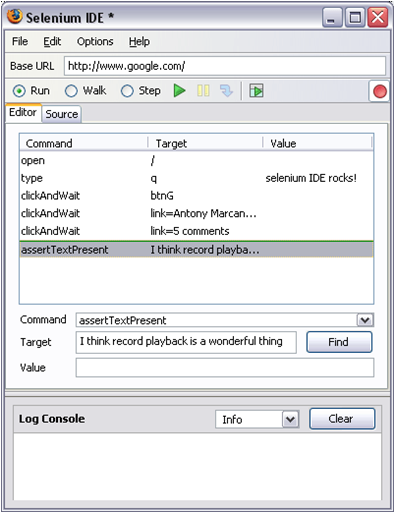 Selenium IDE *
File Edit Options Help
Base URL http://www.google.com/
Run Walk Step
Editor Source
Command Target Value
open /
type q selenium IDE rocks!
clickAndWait btnG
clickAndWait link=Antony Marcan...
clickAndWait link=5 comments
assertTextPresent I think record playba...
Command assertTextPresent
Target I think record playback is a wonderful thing Find
Value
Log Console Info Clear